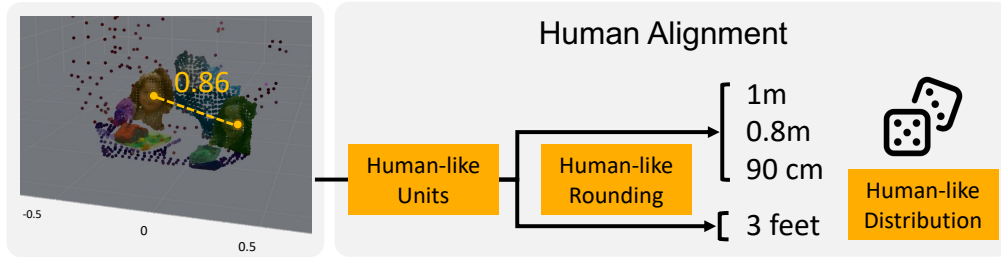 0.86
-0.5
0
0.5
Human Alignment
Human-like
Units
Human-like
Rounding
1m
0.8m
90 cm
3 feet
Human-like
Distribution